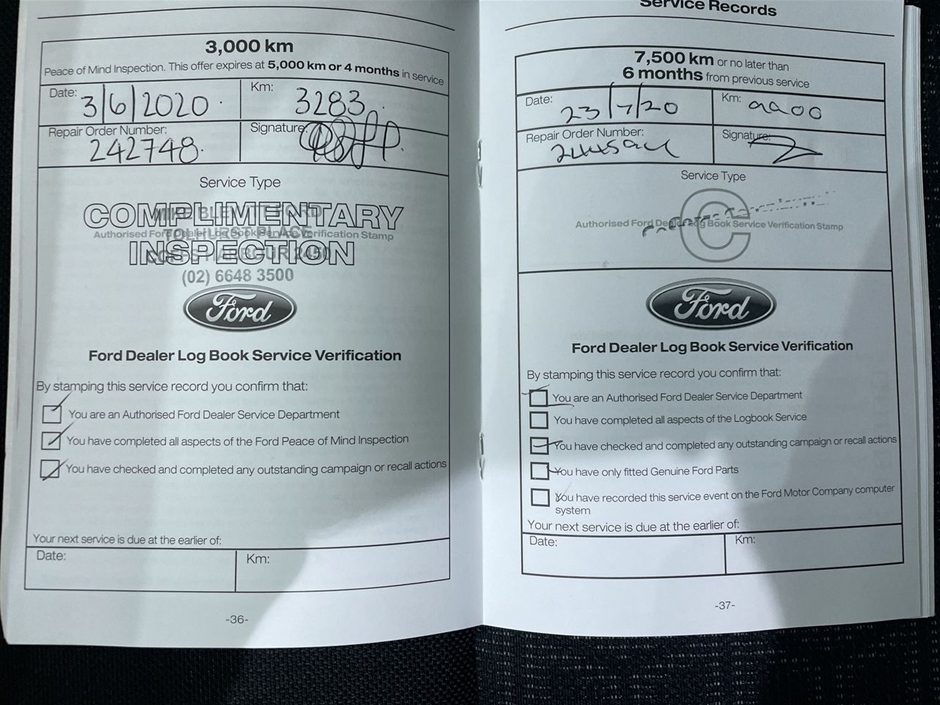 3,000 km
Peace of Mind Inspection. This offer expires at 5,000 km or 4 months in service
Date: 3/6/2020
Km: 3283
Repair Order Number: 242748
Signature:
Service Type
COMPLIMENTARY
Authorised Ford Dealer Log Book Service Verification Stamp
INSPECTION
(02) 6648 3500
Ford
Ford Dealer Log Book Service Verification
By stamping this service record you confirm that:
You are an Authorised Ford Dealer Service Department
You have completed all aspects of the Ford Peace of Mind Inspection
You have checked and completed any outstanding campaign or recall actions
Your next service is due at the earlier of:
Date:
Km:
-36-
Service Records
7,500 km or no later than
6 months from previous service
Date: 23/7/20
Km:
Repair Order Number:
Signature:
Service Type
C
Authorised Ford Dealer Log Book Service Verification Stamp
Ford
Ford Dealer Log Book Service Verification
By stamping this service record you confirm that:
You are an Authorised Ford Dealer Service Department
You have completed all aspects of the Logbook Service
You have checked and completed any outstanding campaign or recall actions
You have only fitted Genuine Ford Parts
You have recorded this service event on the Ford Motor Company computer
system
Your next service is due at the earlier of:
Date:
Km:
-37-